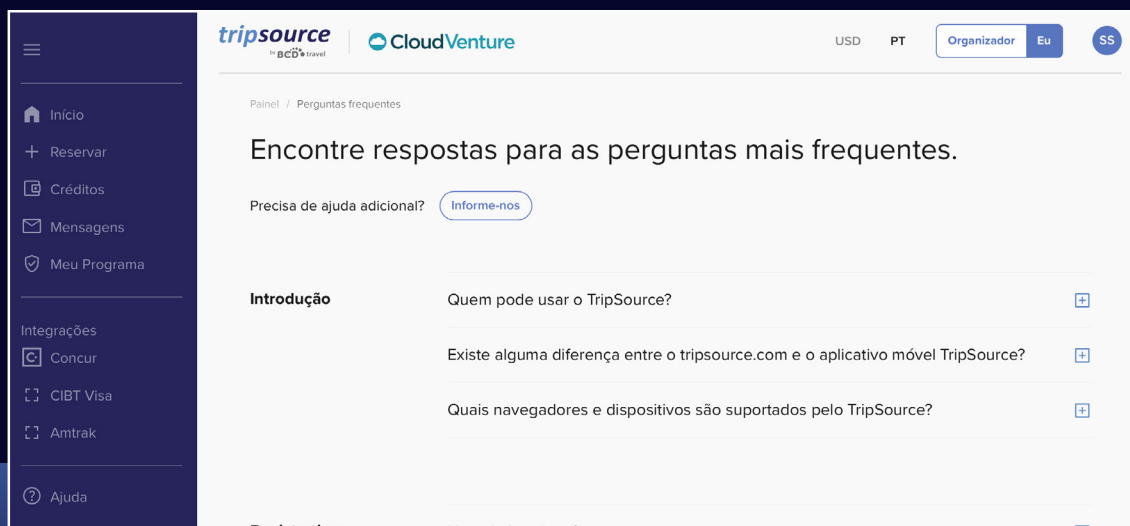 tripsource
by BCD travel
CloudVenture
USD
PT
Organizador
Eu
SS
Início
Reservar
Créditos
Mensagens
Meu Programa
Integrações
Concur
CIBT Visa
Amtrak
Ajuda
Painel / Perguntas frequentes
Encontre respostas para as perguntas mais frequentes.
Precisa de ajuda adicional?
Informe-nos
Introdução
Quem pode usar o TripSource?
Existe alguma diferença entre o tripsource.com e o aplicativo móvel TripSource?
Quais navegadores e dispositivos são suportados pelo TripSource?